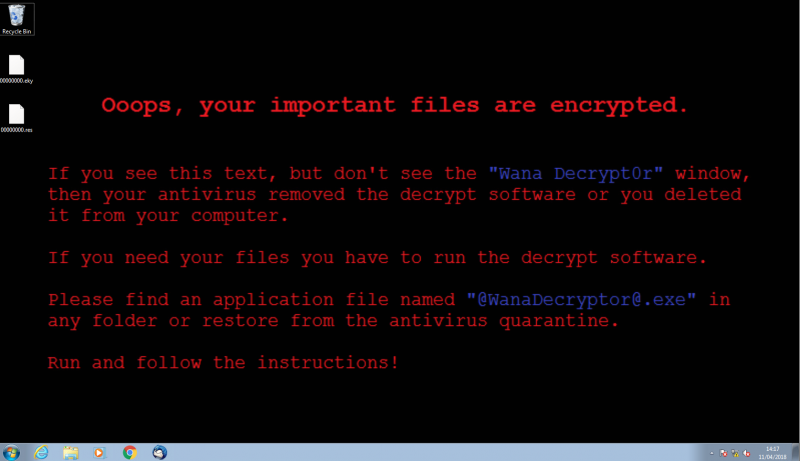 Recycle Bin
00000000.eky
00000000.res
Ooops, your important files are encrypted.
If you see this text, but don't see the "Wana Decrypt0r" window,
then your antivirus removed the decrypt software or you deleted
it from your computer.
If you need your files you have to run the decrypt software.
Please find an application file named "@WanaDecryptor@.exe" in
any folder or restore from the antivirus quarantine.
Run and follow the instructions!
14:17
11/04/2018